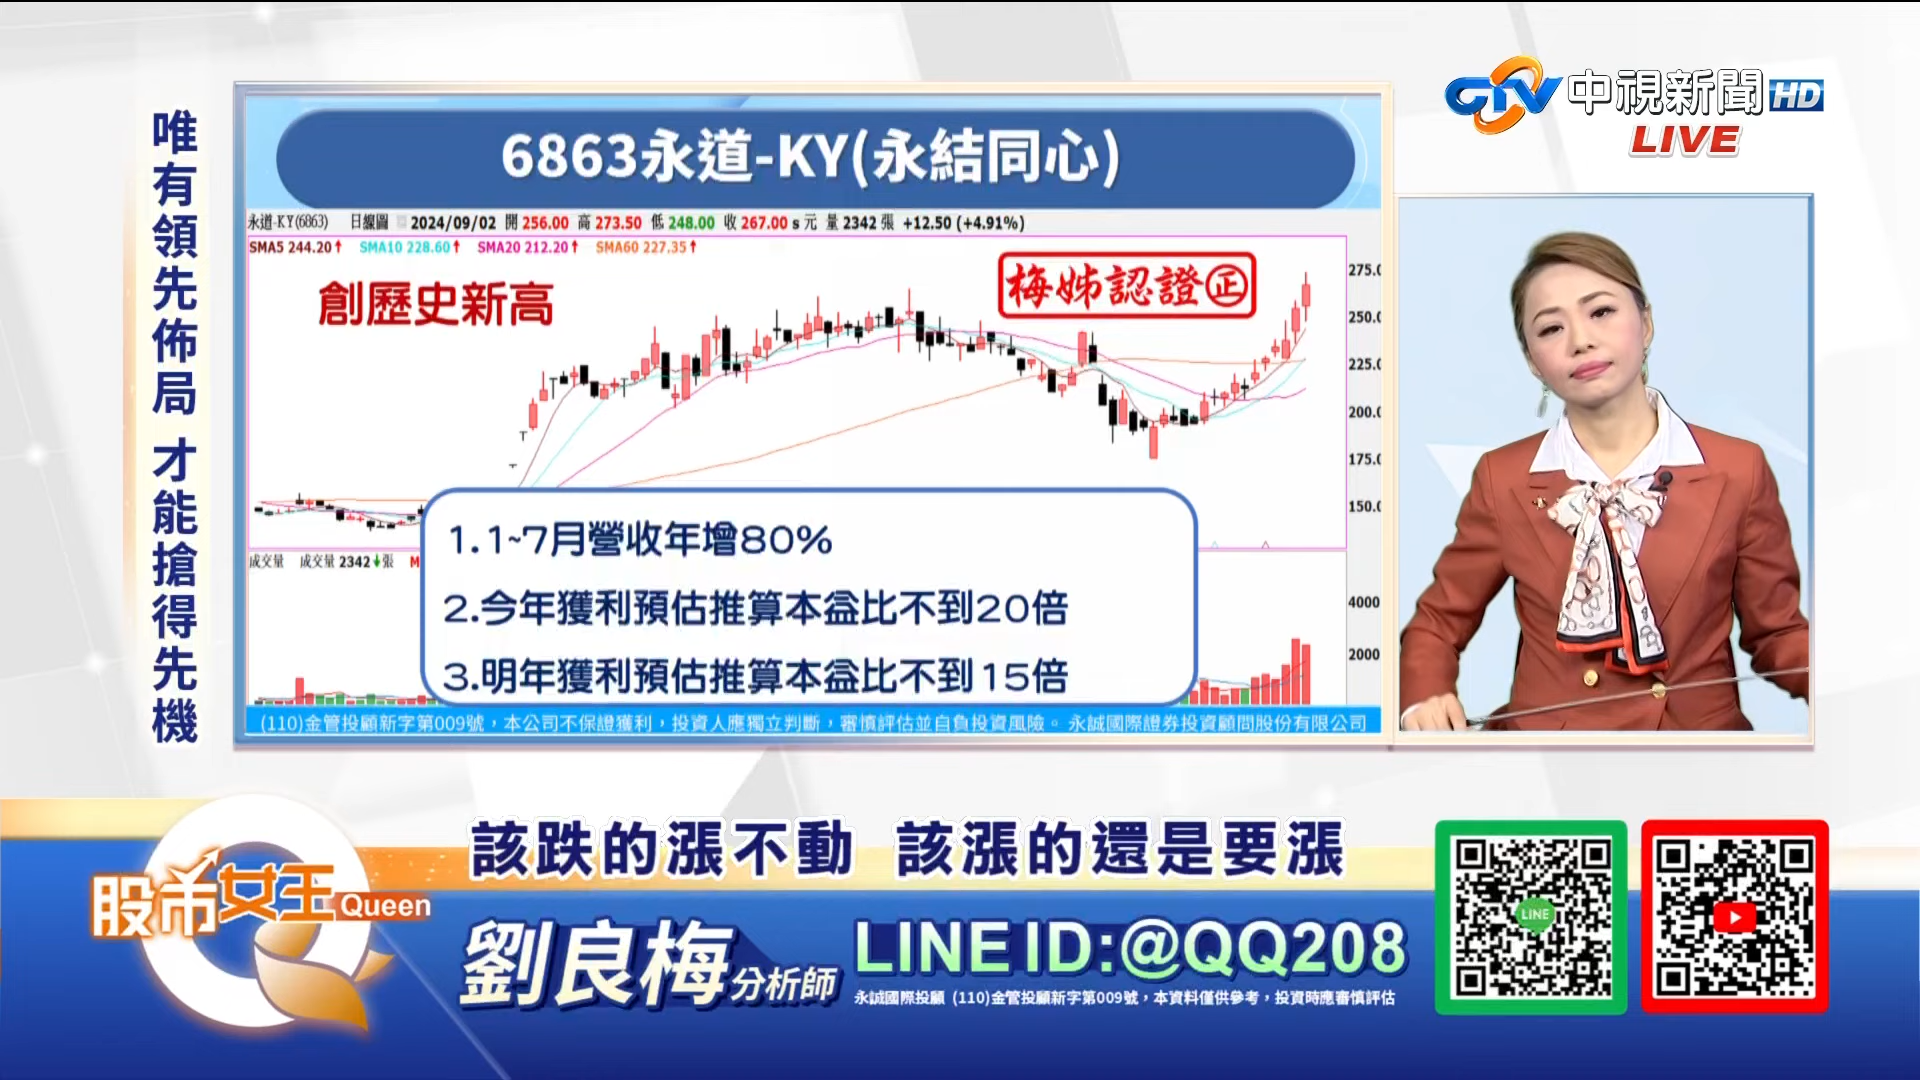 CTV中視新聞HD
LIVE
唯有領先佈局 才能搶得先機
6863永道-KY(永結同心)
永道-KY(6863) 日線圖 2024/09/02 開 256.00 高 273.50 低 248.00 收 267.00 s 元 量 2342 張 +12.50 (+4.91%)
SMA5 244.20↑ SMA10 228.60↑ SMA20 212.20↑ SMA60 227.35↑
創歷史新高
梅姊認證㊣
275.0
250.0
225.0
200.0
175.0
150.0
1.1~7月營收年增80%
2.今年獲利預估推算本益比不到20倍
3.明年獲利預估推算本益比不到15倍
成交量 成交量 2342↓張 M
4000
2000
(110)金管投顧新字第009號，本公司不保證獲利，投資人應獨立判斷，審慎評估並自負投資風險。 永誠國際證券投資顧問股份有限公司
該跌的漲不動 該漲的還是要漲
股市女王Queen
劉良梅分析師
LINE ID:@QQ208
永誠國際投顧 (110)金管投顧新字第009號，本資料僅供參考，投資時應審慎評估
LINE